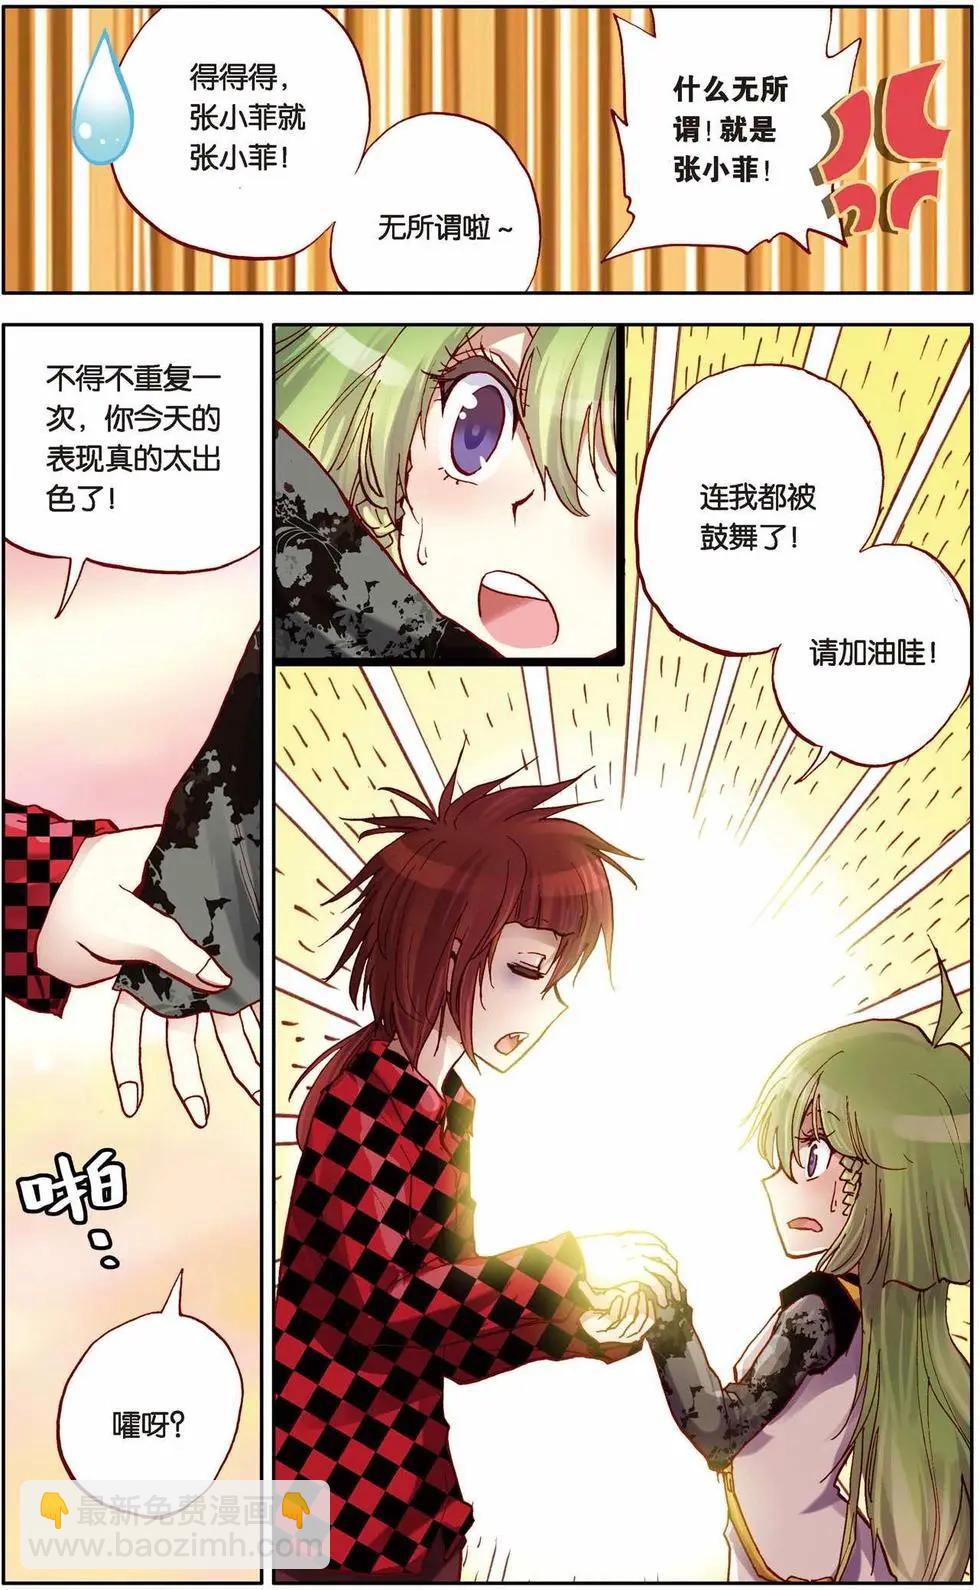 得得得，
张小菲就
张小菲！
无所谓啦～
什么无所
谓！就是
张小菲！
不得不重复一
次，你今天的
表现真的太出
色了！
连我都被
鼓舞了！
请加油哇！
啪
嚯呀？
最新免费漫画
www.baozimh.com